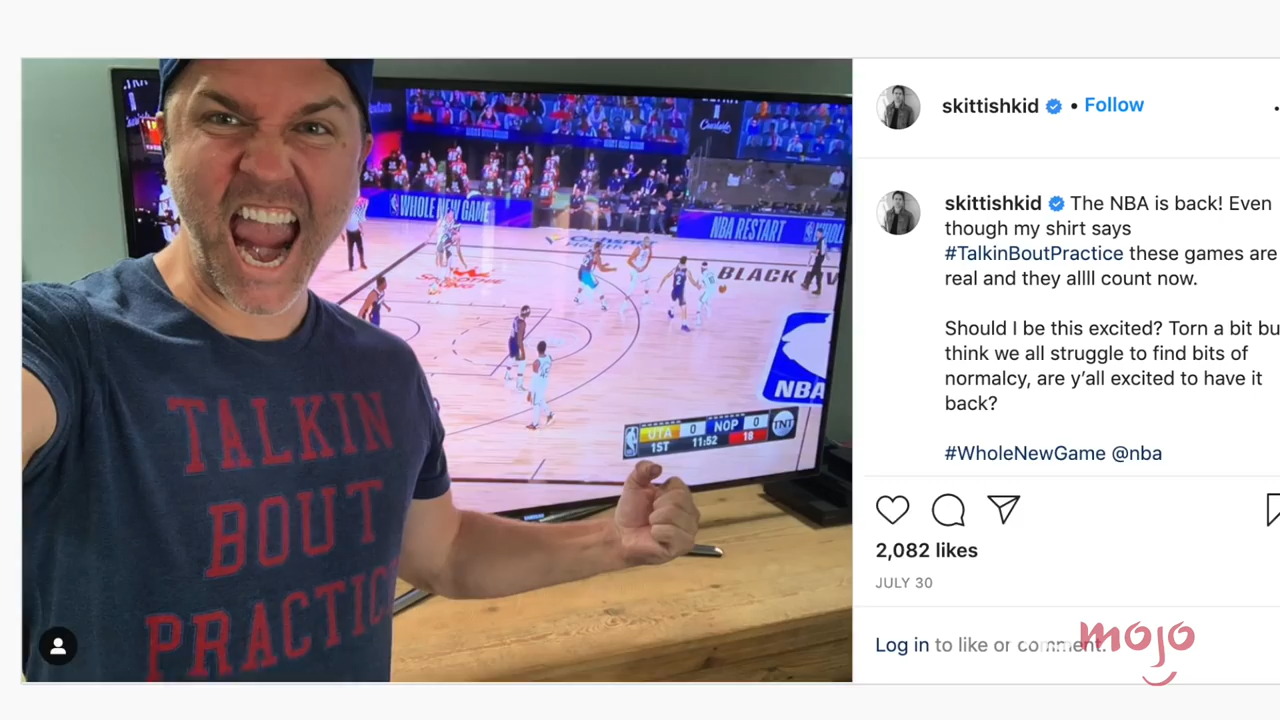 skittishkid • Follow
skittishkid The NBA is back! Even
though my shirt says
#TalkinBoutPractice these games are
real and they allll count now.
Should I be this excited? Torn a bit bu
think we all struggle to find bits of
normalcy, are y'all excited to have it
back?
#WholeNewGame @nba
2,082 likes
JULY 30
Log in to like or comment.
mojo
TALKIN
BOUT
PRACTIC
WHOLE NEW GAME
NBA RESTART
BLACK
NBA
UTA 0 NOP 0
1ST 11:52 18
TNT